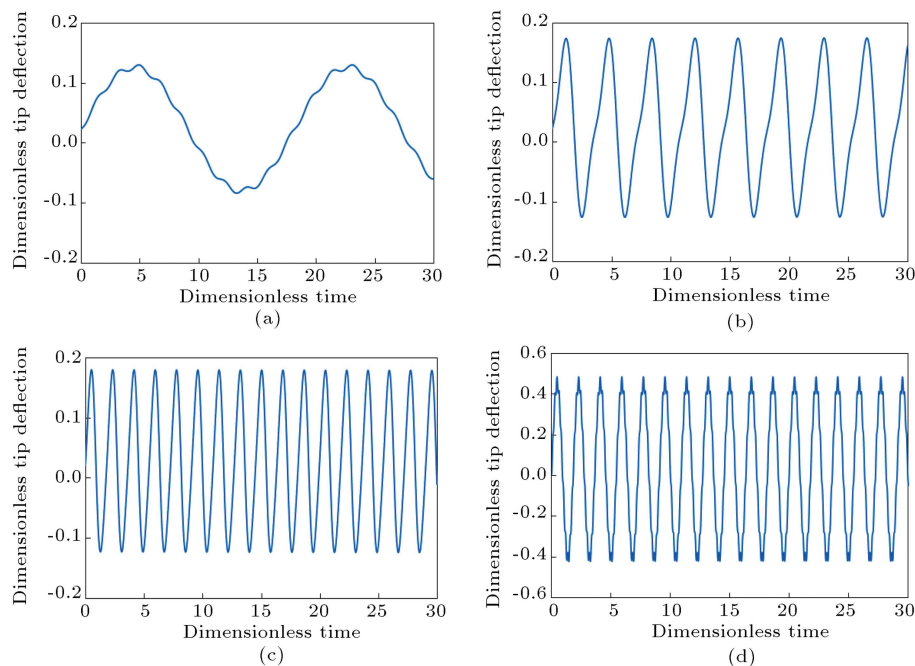 Dimensionless tip deflection
0.2
0.1
0.0
-0.1
-0.2
0 5 10 15 20 25 30
Dimensionless time
(a)
Dimensionless tip deflection
0.2
0.1
0.0
-0.1
-0.2
0 5 10 15 20 25 30
Dimensionless time
(b)
Dimensionless tip deflection
0.2
0.1
0.0
-0.1
-0.2
0 5 10 15 20 25 30
Dimensionless time
(c)
Dimensionless tip deflection
0.6
0.4
0.2
0.0
0.2
-0.4
-0.6
0 5 10 15 20 25 30
Dimensionless time
(d)